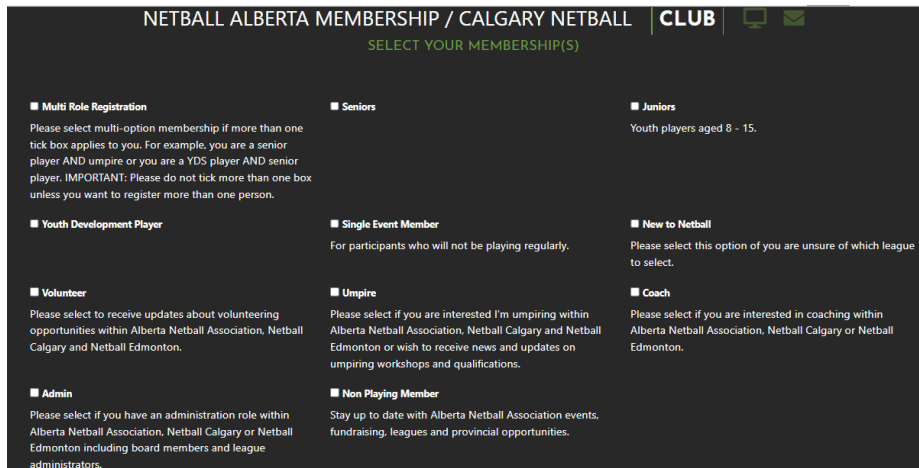 NETBALL ALBERTA MEMBERSHIP / CALGARY NETBALL CLUB
SELECT YOUR MEMBERSHIP(S)
Multi Role Registration
Please select multi-option membership if more than one
tick box applies to you. For example, you are a senior
player AND umpire or you are a YDS player AND senior
player. IMPORTANT: Please do not tick more than one box
unless you want to register more than one person.
Seniors
Juniors
Youth players aged 8 - 15.
Youth Development Player
Single Event Member
For participants who will not be playing regularly.
New to Netball
Please select this option of you are unsure of which league
to select.
Volunteer
Please select to receive updates about volunteering
opportunities within Alberta Netball Association, Netball
Calgary and Netball Edmonton.
Umpire
Please select if you are interested I'm umpiring within
Alberta Netball Association, Netball Calgary and Netball
Edmonton or wish to receive news and updates on
umpiring workshops and qualifications.
Coach
Please select if you are interested in coaching within
Alberta Netball Association, Netball Calgary or Netball
Edmonton.
Admin
Please select if you have an administration role within
Alberta Netball Association, Netball Calgary or Netball
Edmonton including board members and league
administrators.
Non Playing Member
Stay up to date with Alberta Netball Association events,
fundraising, leagues and provincial opportunities.